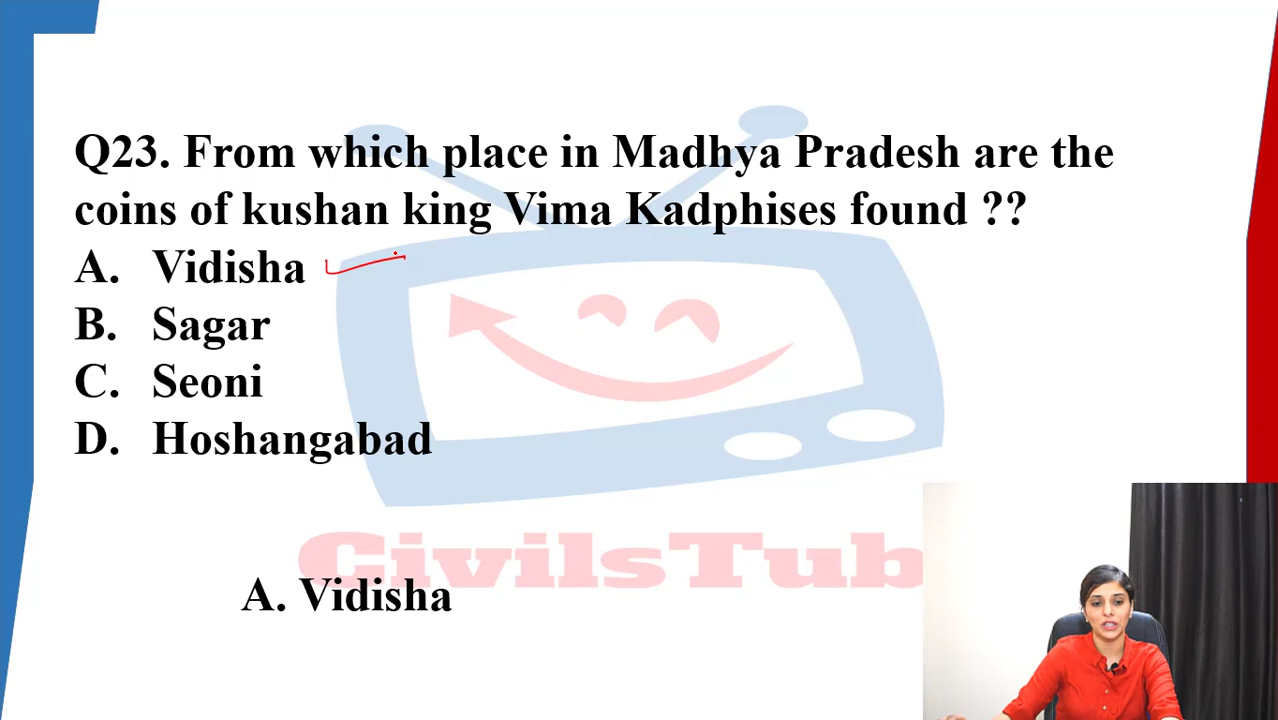 Q23. From which place in Madhya Pradesh are the
coins of kushan king Vima Kadphises found ??
A. Vidisha
B. Sagar
C. Seoni
D. Hoshangabad
CivilsTub
A. Vidisha